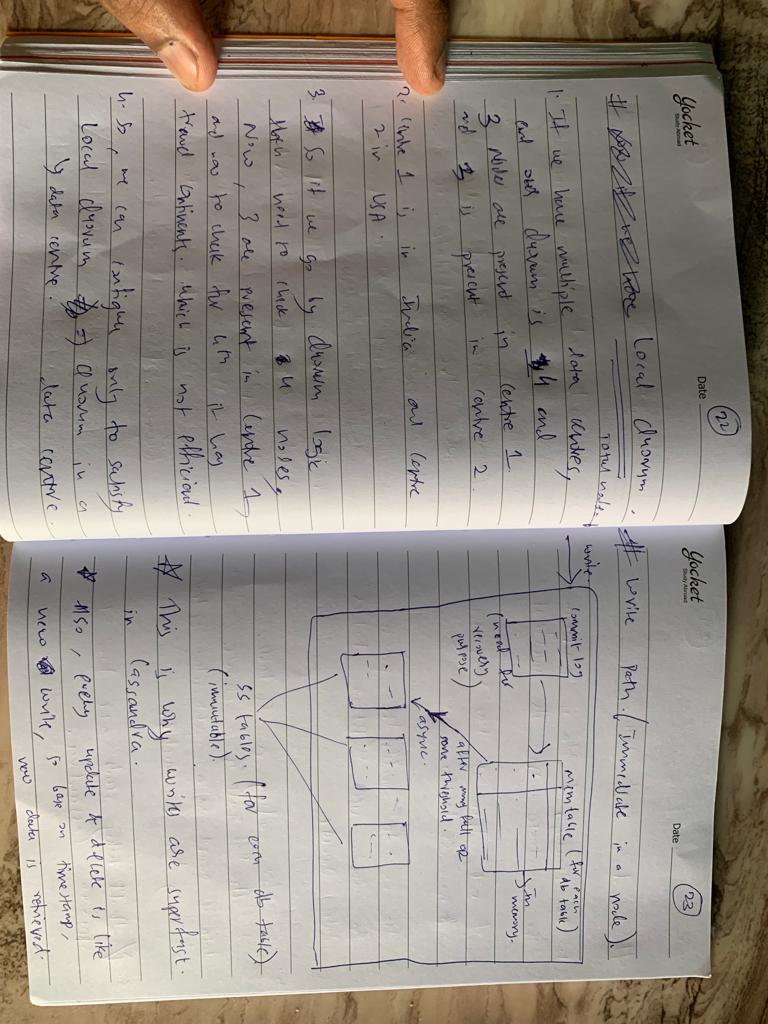 22
Yocket
Study Abroad
Date
# Local Quorum.
Total nodes
1. If we have multiple data centres,
and Quorum is 4 and
3 Nodes are present in Centre 1.
and is present in centre 2.
2. Centre 1 is in India and Centre
2 in USA.
3. So if we go by Quorum logic
need to check 4 nodes.
Now, 3 are present in Centre 1,
and now to check for 4th it has
travel continents. which is not efficient.
4. So, we can configure only to satisfy
Local Quorum => Quorum in a
↳ data centre. data centre.
23
Yocket
Study Abroad
Date
# Write Path. (Immediate in a node).
write
commit log
memtable (for each
db table)
→ In
memory.
(need for
recovery
purpose)
after mem full or
some threshold.
async.
SS tables. (for each db table)
(immutable).
☆ This is why writes are superfast
in Cassandra.
☆ Also, every update & delete is like
a new write, so base on timestamp,
new data is retrieved.